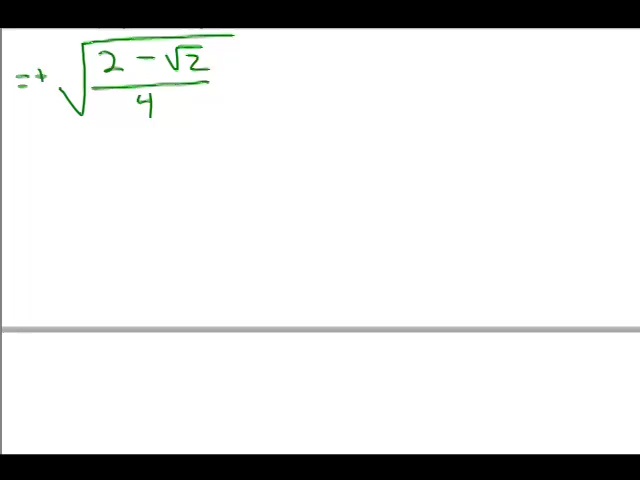 =+ √((2 - √2)/4)